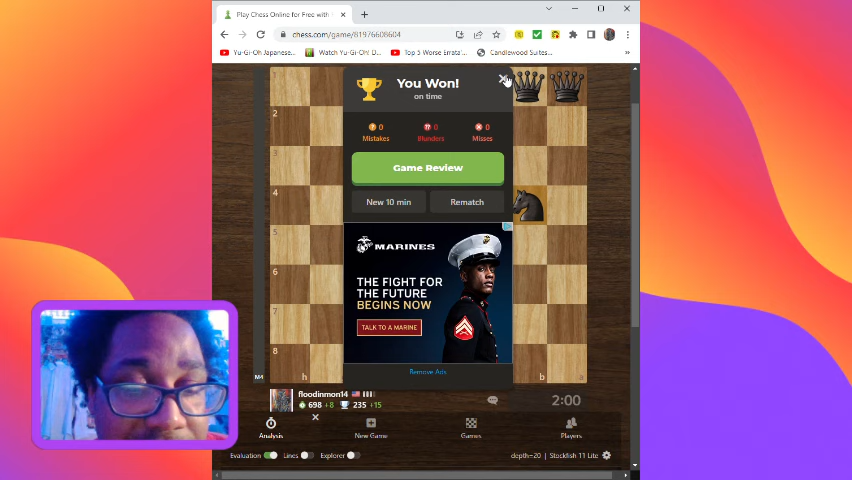 Play Chess Online for Free with
chess.com/game/81976608604
Yu-Gi-Oh Japanese...
Watch Yu-Gi-Oh! D...
Top 5 Worse Errata'...
Candlewood Suites...
You Won!
on time
0 0 0
Mistakes Blunders Misses
Game Review
New 10 min Rematch
MARINES
THE FIGHT FOR
THE FUTURE
BEGINS NOW
TALK TO A MARINE
Remove Ads
1
2
3
4
5
6
7
8
M4 h b a
floodinmon14
698 +8 235 +15
2:00
Analysis New Game Games Players
Evaluation Lines Explorer depth=20 | Stockfish 11 Lite